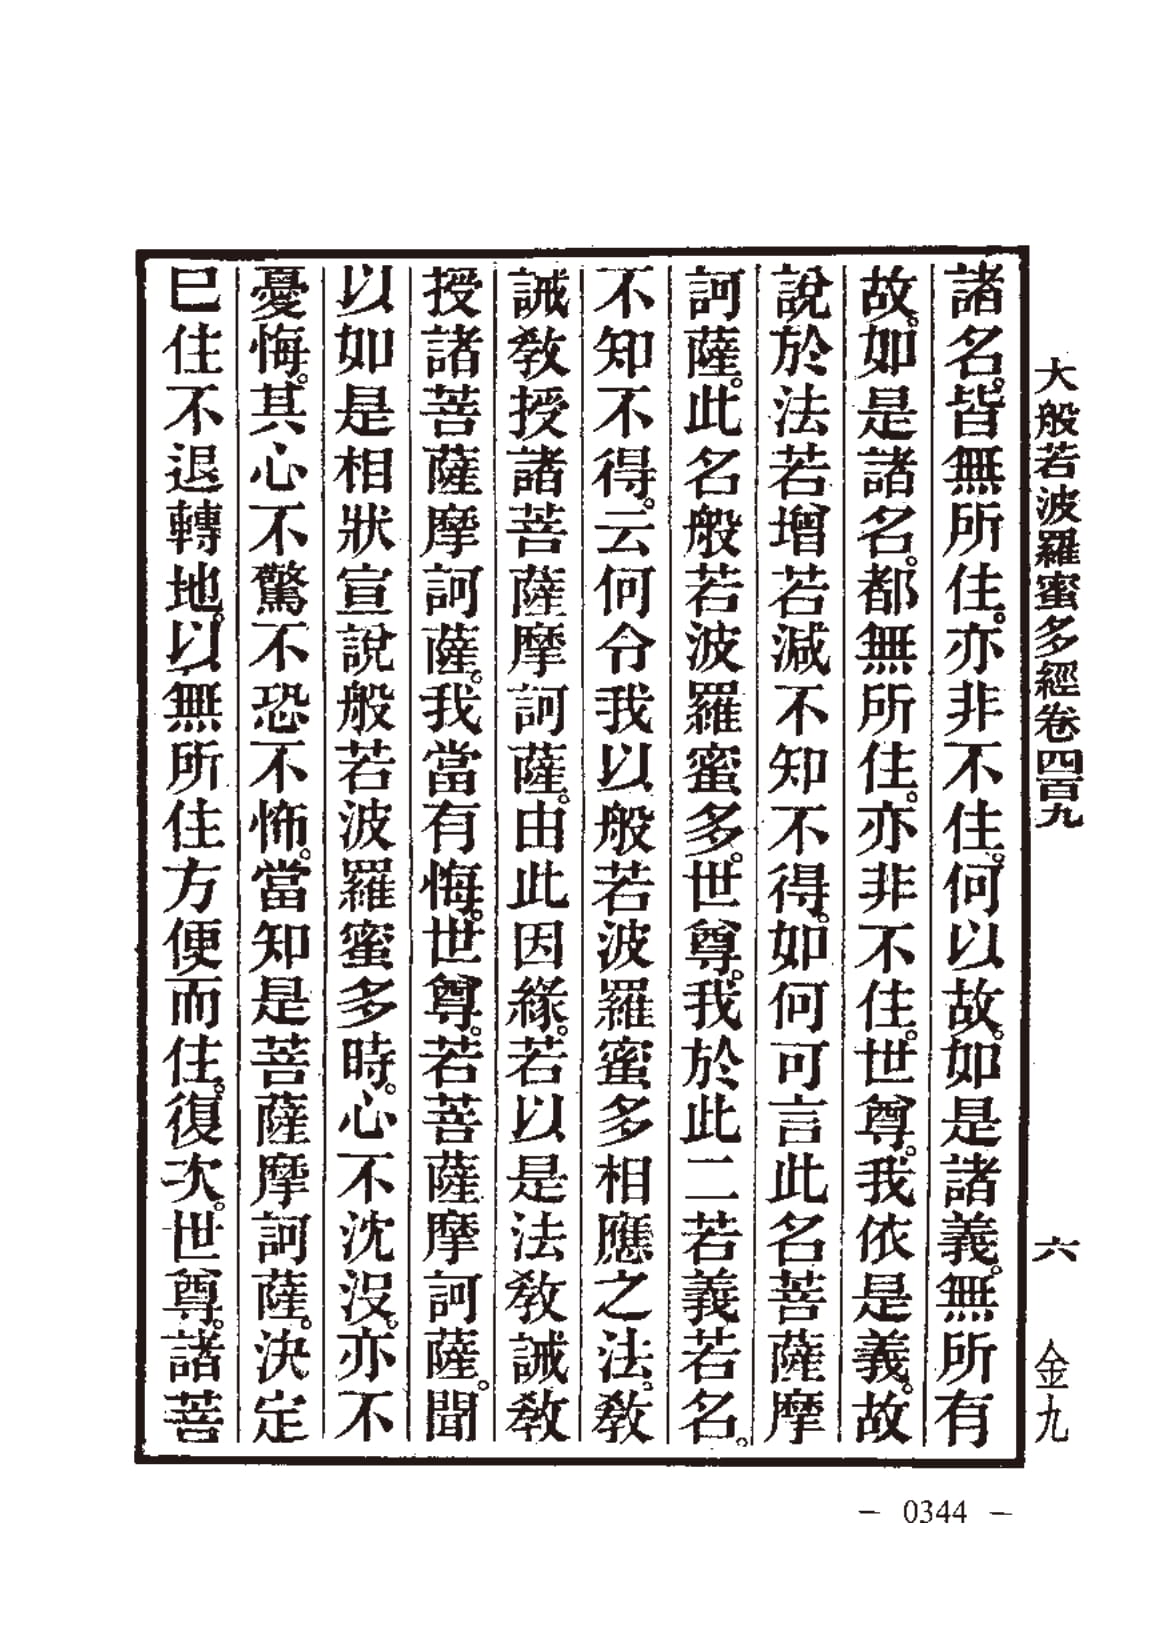 大般若波羅蜜多經卷四百九 六 金九
諸名。皆無所住。亦非不住。何以故。如是諸義。無所有
故。如是諸名。都無所住。亦非不住。世尊。我依是義。故
說於法若增若減不知不得。如何可言此名菩薩摩
訶薩。此名般若波羅蜜多。世尊。我於此二若義若名。
不知不得。云何令我以般若波羅蜜多相應之法。教
誡教授諸菩薩摩訶薩。由此因緣。若以是法教誡教
授諸菩薩摩訶薩。我當有悔。世尊。若菩薩摩訶薩。聞
以如是相狀宣說般若波羅蜜多時。心不沈沒。亦不
憂悔。其心不驚不恐不怖。當知是菩薩摩訶薩。決定
已住不退轉地。以無所住方便而住。復次。世尊。諸菩
— 0344 —